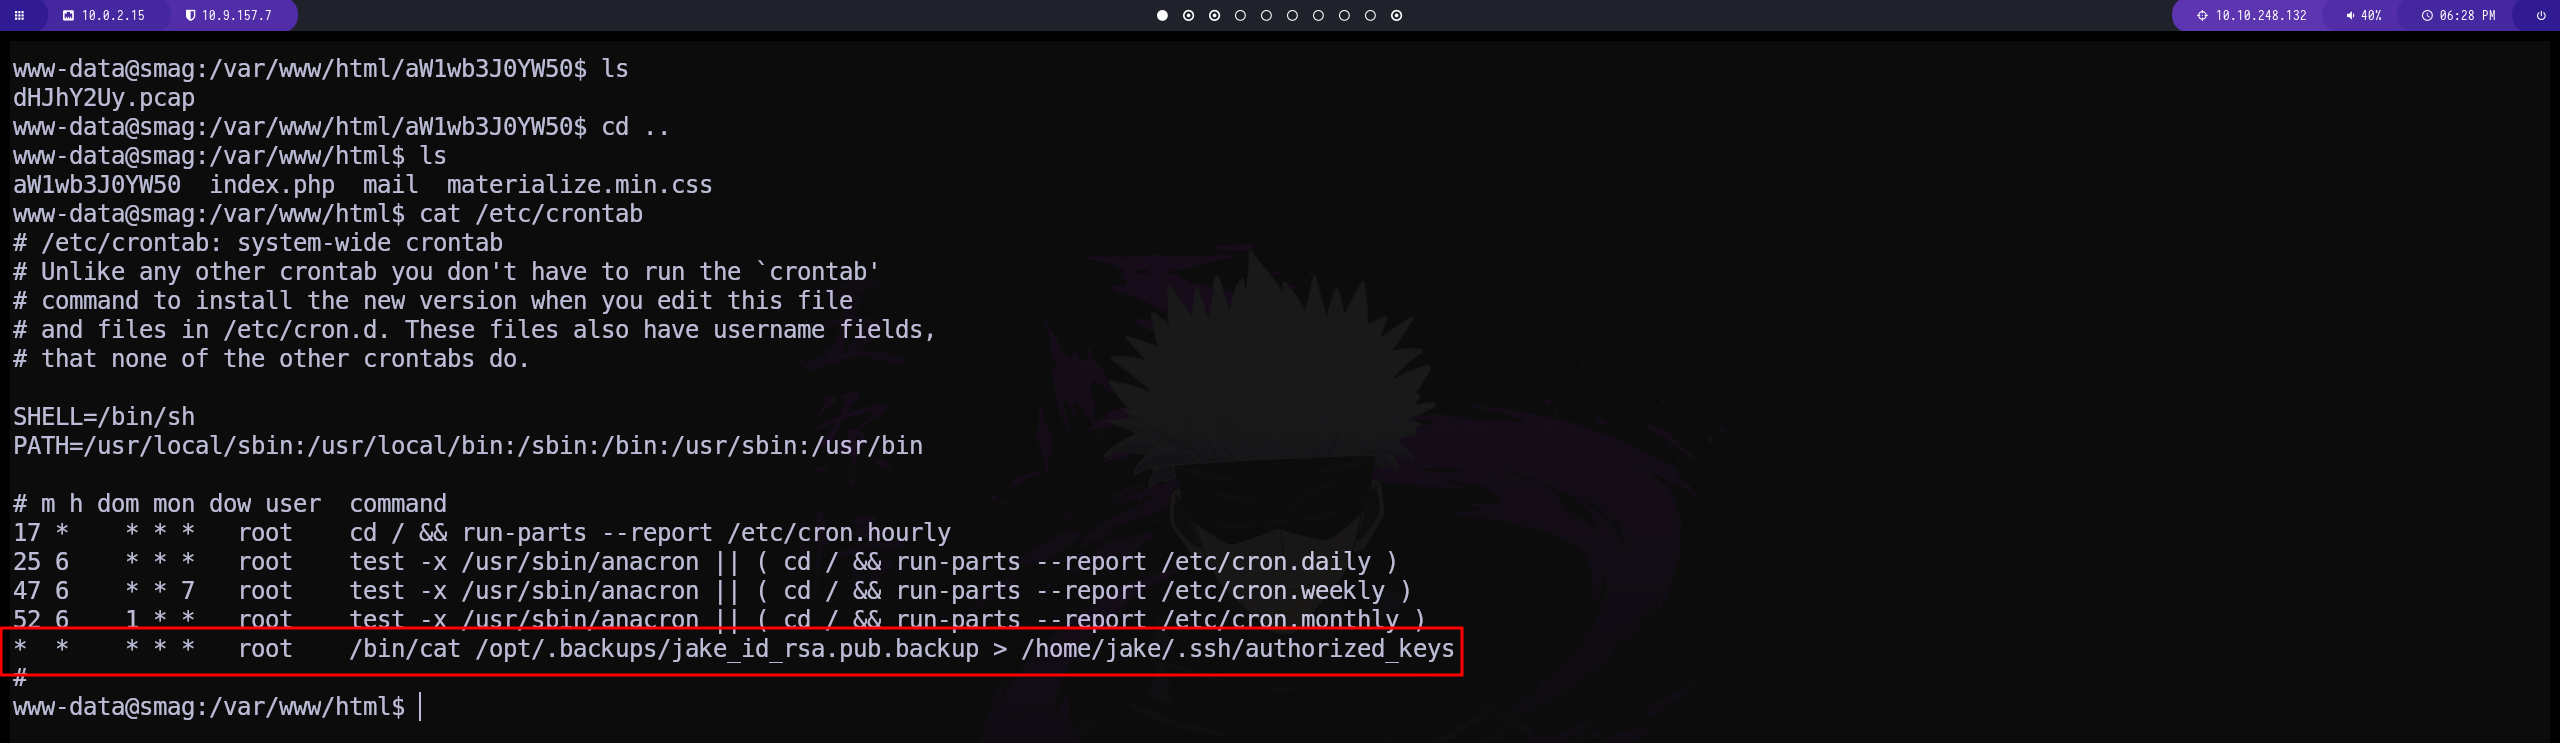 10.0.2.15 10.9.157.7 10.10.248.132 40% 06:28 PM
www-data@smag:/var/www/html/aW1wb3J0YW50$ ls
dHJhY2Uy.pcap
www-data@smag:/var/www/html/aW1wb3J0YW50$ cd ..
www-data@smag:/var/www/html$ ls
aW1wb3J0YW50  index.php  mail  materialize.min.css
www-data@smag:/var/www/html$ cat /etc/crontab
# /etc/crontab: system-wide crontab
# Unlike any other crontab you don't have to run the `crontab'
# command to install the new version when you edit this file
# and files in /etc/cron.d. These files also have username fields,
# that none of the other crontabs do.
SHELL=/bin/sh
PATH=/usr/local/sbin:/usr/local/bin:/sbin:/bin:/usr/sbin:/usr/bin
# m h dom mon dow user  command
17 *    * * *   root    cd / && run-parts --report /etc/cron.hourly
25 6    * * *   root    test -x /usr/sbin/anacron || ( cd / && run-parts --report /etc/cron.daily )
47 6    * * 7   root    test -x /usr/sbin/anacron || ( cd / && run-parts --report /etc/cron.weekly )
52 6    1 * *   root    test -x /usr/sbin/anacron || ( cd / && run-parts --report /etc/cron.monthly )
*  *    * * *   root    /bin/cat /opt/.backups/jake_id_rsa.pub.backup > /home/jake/.ssh/authorized_keys
#
www-data@smag:/var/www/html$